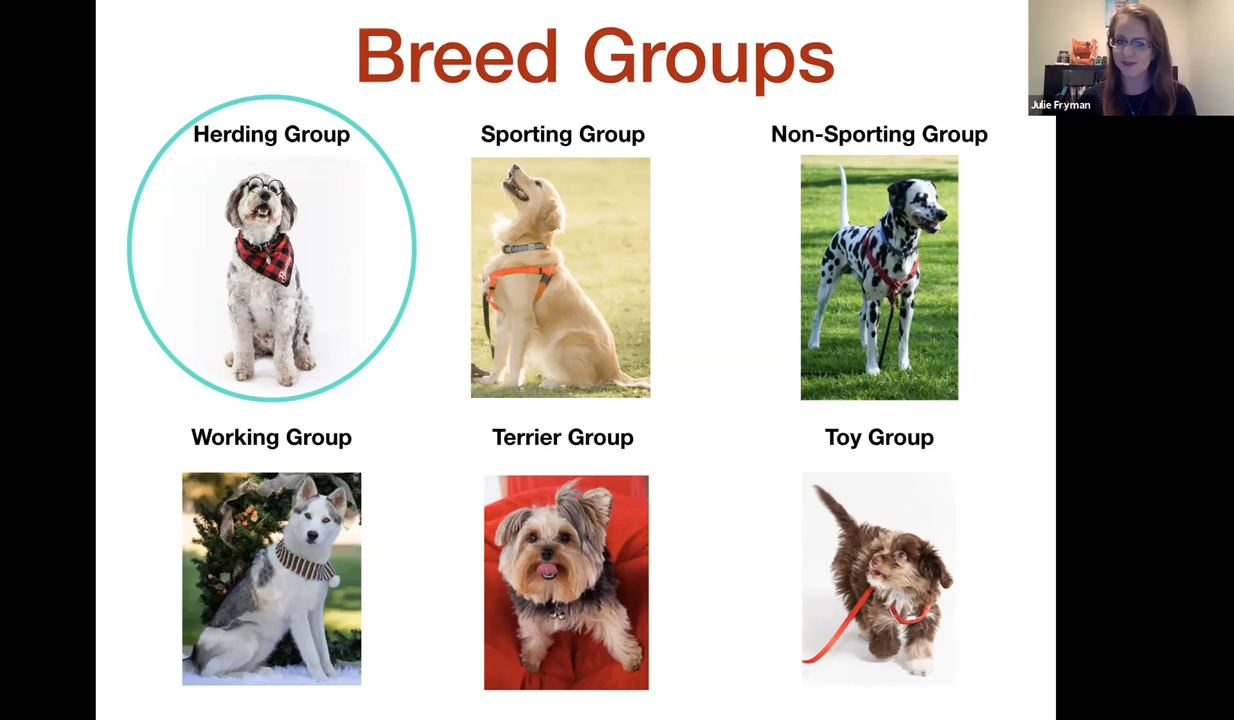 Breed Groups
Julie Fryman
Herding Group
Sporting Group
Non-Sporting Group
Working Group
Terrier Group
Toy Group